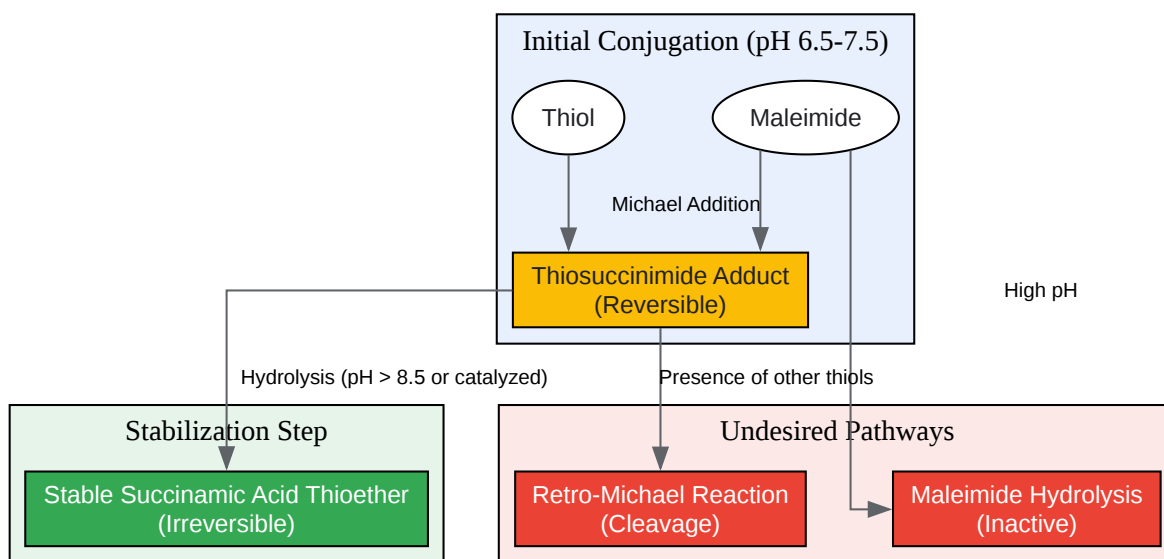 Initial Conjugation (pH 6.5-7.5)
Thiol
Maleimide
Michael Addition
Thiosuccinimide Adduct
(Reversible)
High pH
Hydrolysis (pH > 8.5 or catalyzed)
Presence of other thiols
Stabilization Step
Undesired Pathways
Stable Succinamic Acid Thioether
(Irreversible)
Retro-Michael Reaction
(Cleavage)
Maleimide Hydrolysis
(Inactive)